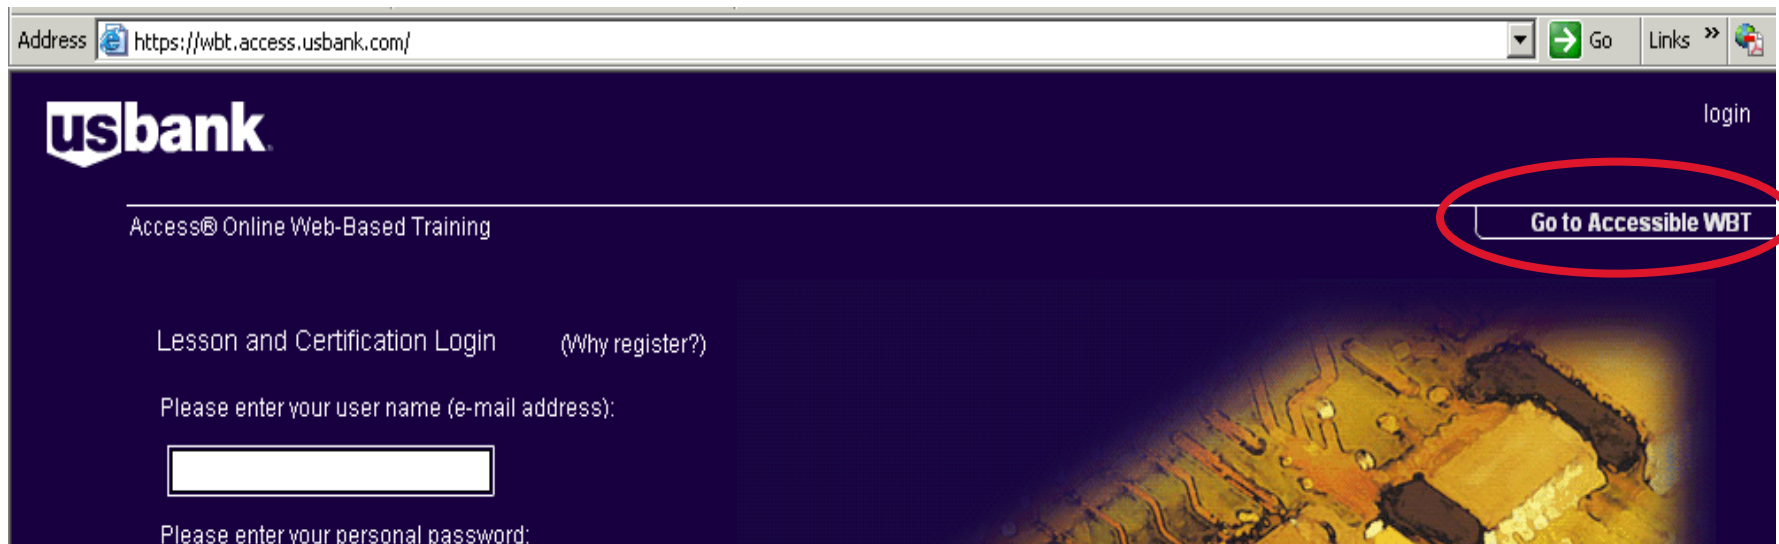 Address https://wbt.access.usbank.com/ Go Links »
usbank.
login
Access® Online Web-Based Training
Go to Accessible WBT
Lesson and Certification Login (Why register?)
Please enter your user name (e-mail address):
Please enter your personal password: